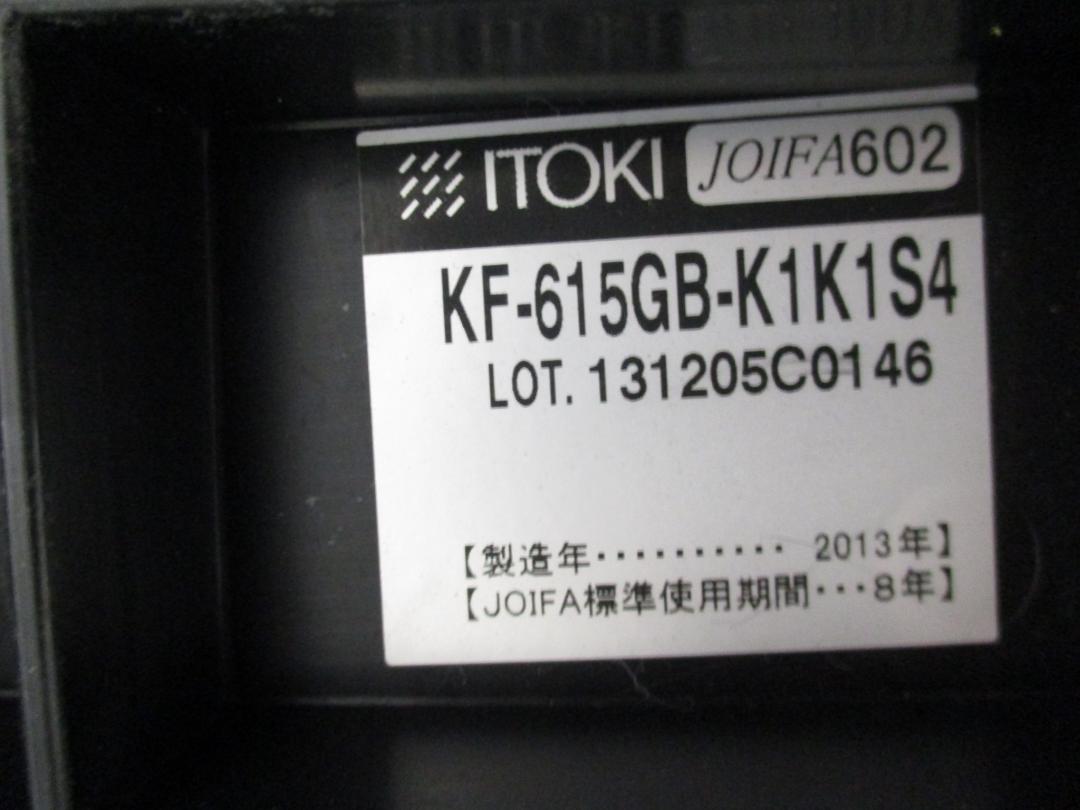 ITOKI JOIFA602
KF-615GB-K1K1S4
LOT. 131205C0146
【製造年・・・・・・・・・・ 2013年】
【JOIFA標準使用期間・・・8年】